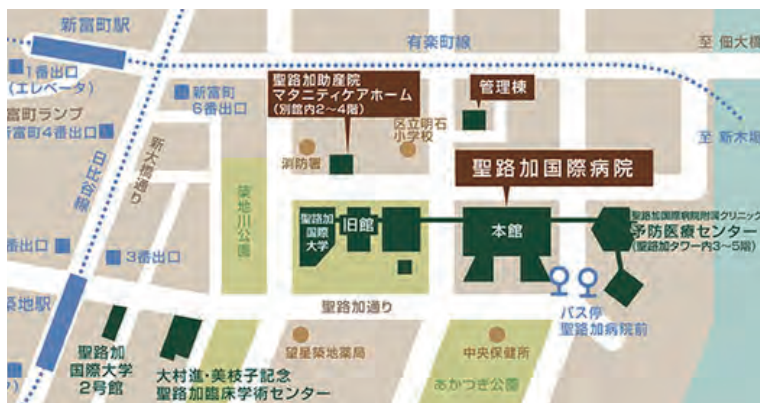 新富町駅
有楽町線
至 佃大橋
1番出口
(エレベータ)
新富町
6番出口
聖路加助産院
マタニティケアホーム
(別館内2〜4階)
管理棟
富町ランプ
新富町4番出口
新大橋通り
日比谷線
消防署
区立明石
小学校
至 新木場
聖路加国際病院
築地川公園
聖路加
国際
大学
旧館
本館
聖路加国際病院附属クリニック
予防医療センター
(聖路加タワー内3〜5階)
番出口
3番出口
聖路加通り
バス停
聖路加病院前
築地駅
聖路加
国際大学
2号館
大村進・美枝子記念
聖路加臨床学術センター
望星築地薬局
中央保健所
あかつき公園